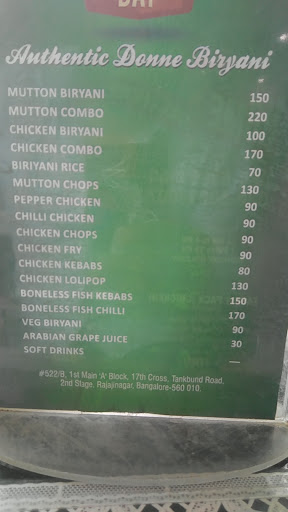 DAY
Authentic Donne Biryani
MUTTON BIRYANI 150
MUTTON COMBO 220
CHICKEN BIRYANI 100
CHICKEN COMBO 170
BIRIYANI RICE 70
MUTTON CHOPS 130
PEPPER CHICKEN 90
CHILLI CHICKEN 90
CHICKEN CHOPS 90
CHICKEN FRY 90
CHICKEN KEBABS 80
CHICKEN LOLIPOP 130
BONELESS FISH KEBABS 150
BONELESS FISH CHILLI 170
VEG BIRYANI 90
ARABIAN GRAPE JUICE 30
SOFT DRINKS —
#522/B, 1st Main 'A' Block, 17th Cross, Tankbund Road,
2nd Stage, Rajajinagar, Bangalore-560 010.